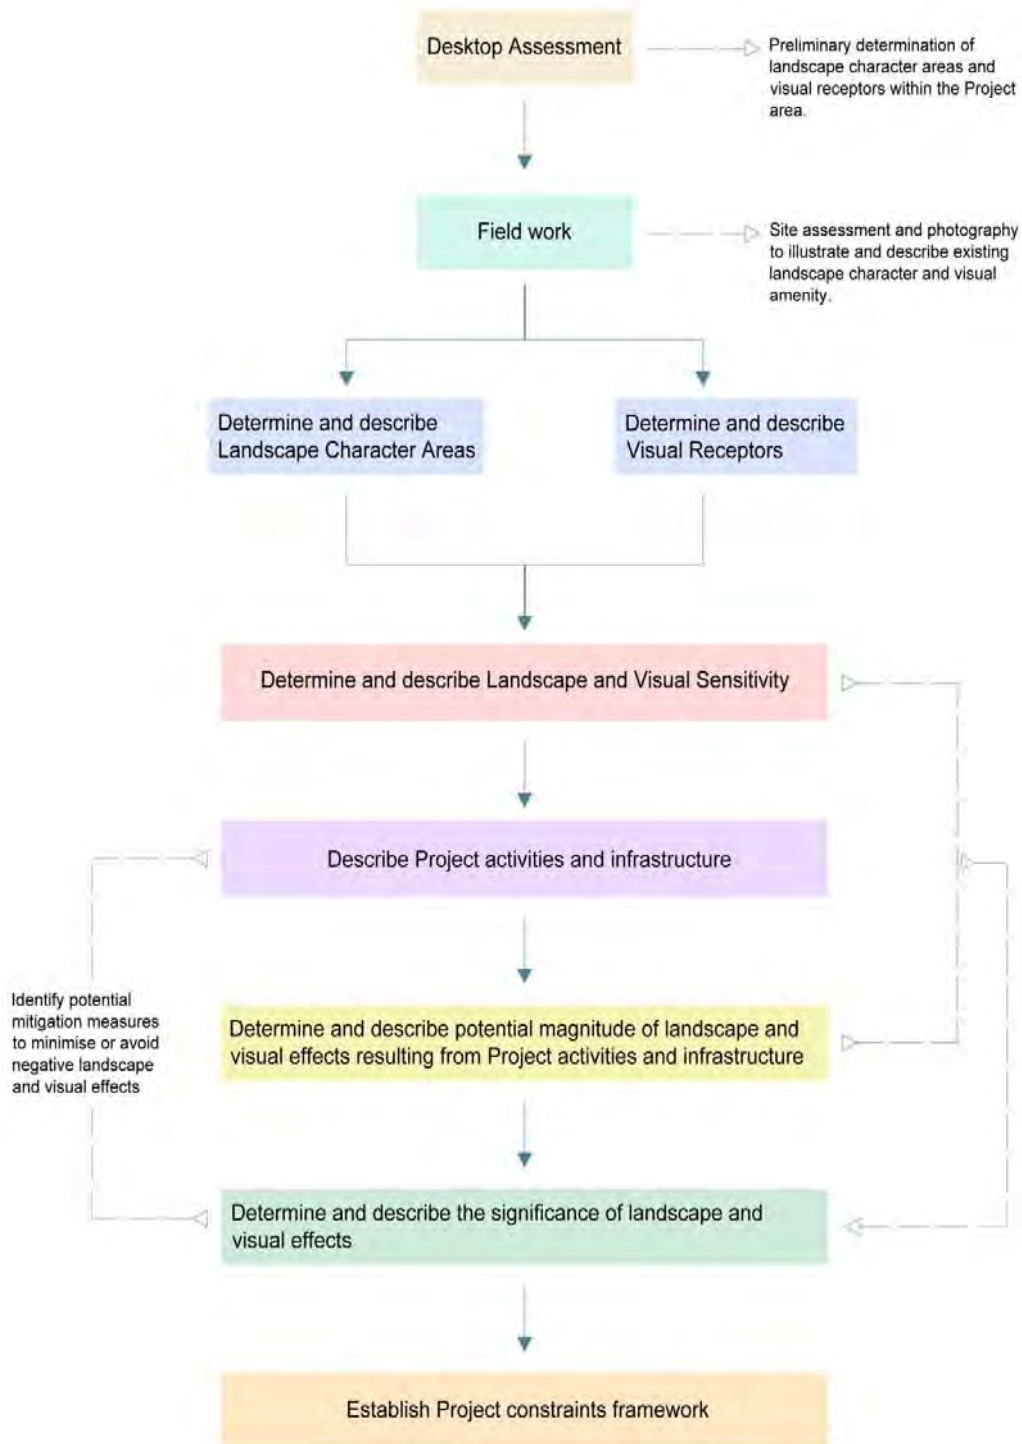 Desktop Assessment
Preliminary determination of
landscape character areas and
visual receptors within the Project
area.
Field work
Site assessment and photography
to illustrate and describe existing
landscape character and visual
amenity.
Determine and describe
Landscape Character Areas
Determine and describe
Visual Receptors
Determine and describe Landscape and Visual Sensitivity
Describe Project activities and infrastructure
Identify potential
mitigation measures
to minimise or avoid
negative landscape
and visual effects
Determine and describe potential magnitude of landscape and
visual effects resulting from Project activities and infrastructure
Determine and describe the significance of landscape and
visual effects
Establish Project constraints framework